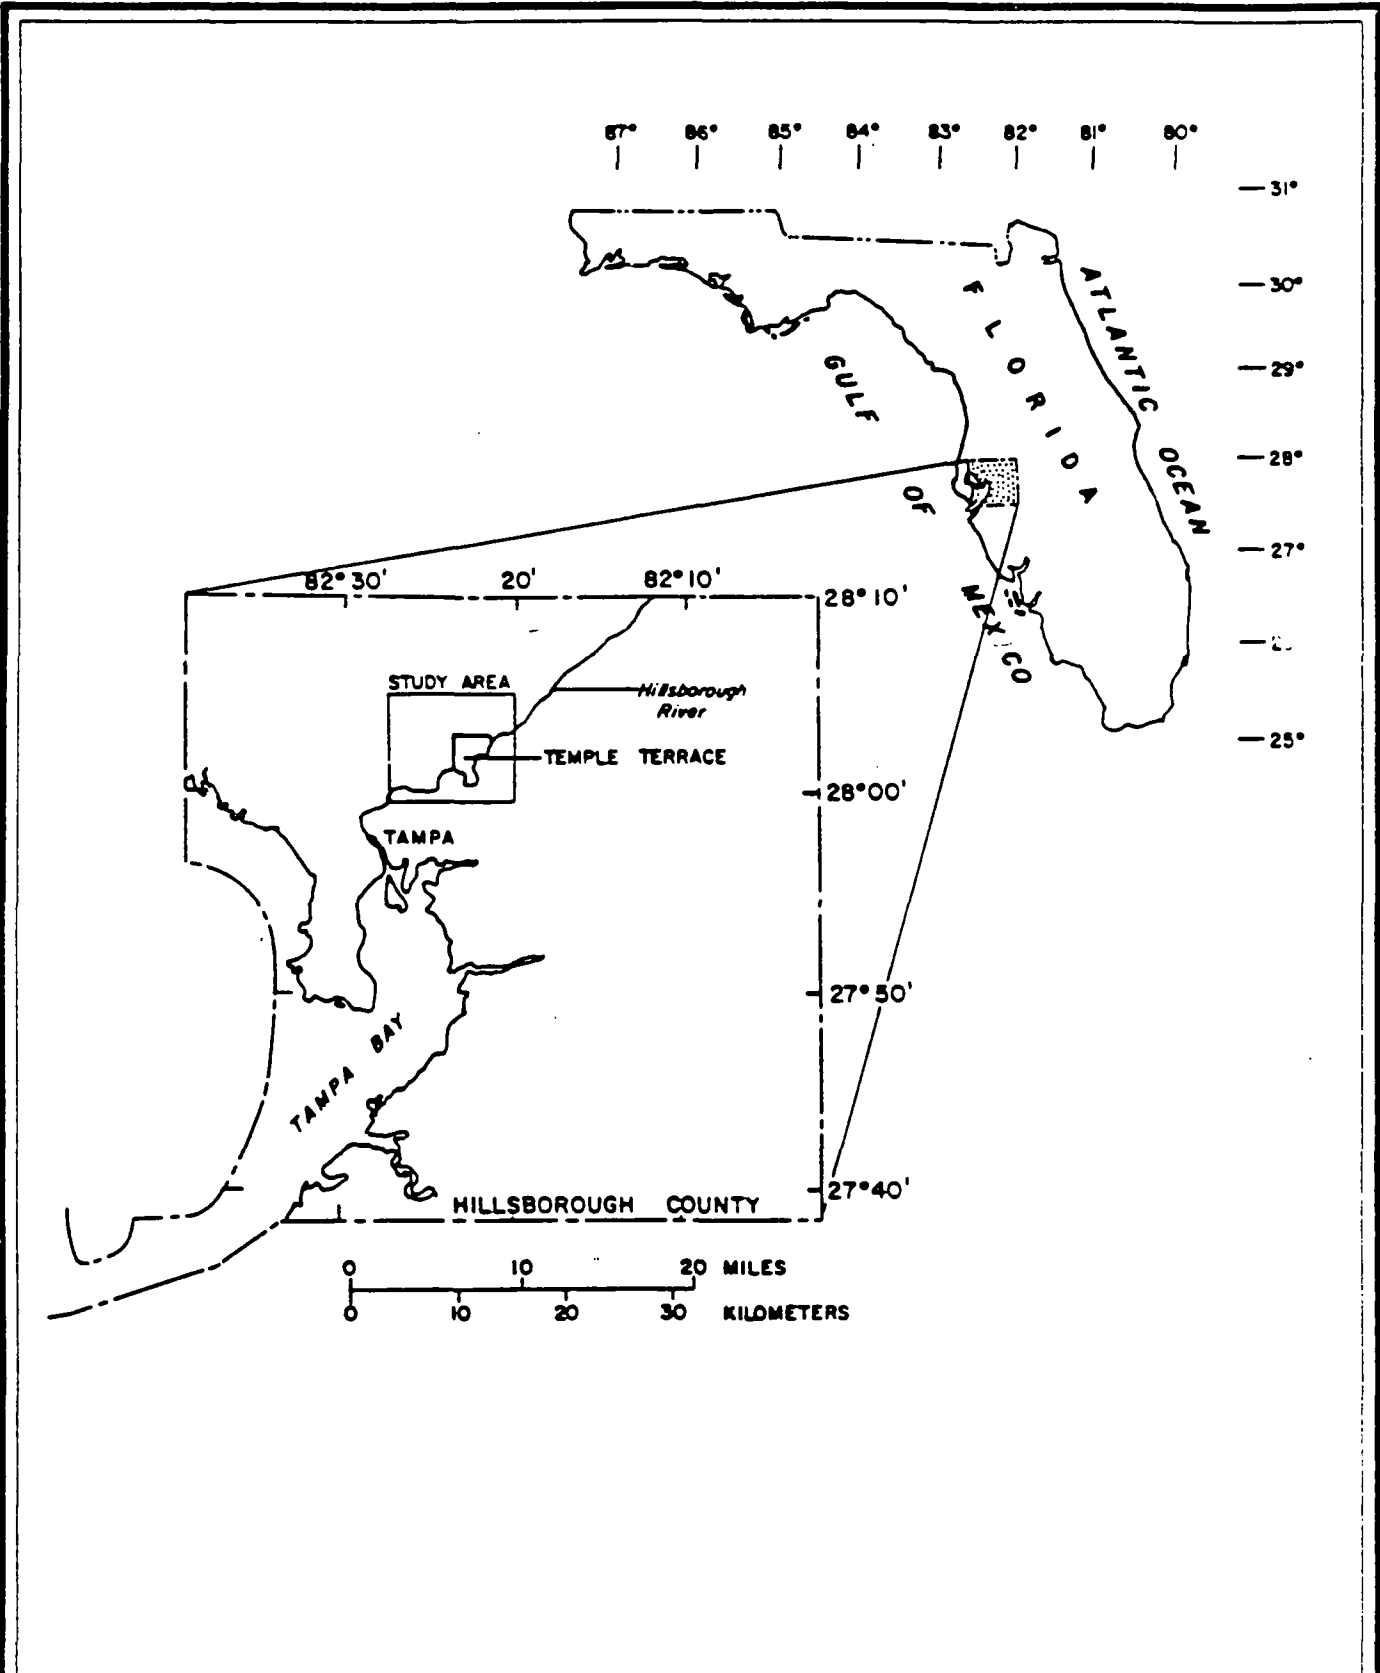 87° 86° 85° 84° 83° 82° 81° 80°
31°
30°
29°
28°
27°
25°
FLORIDA
ATLANTIC OCEAN
GULF OF MEXICO
82°30' 20' 82°10'
28°10'
STUDY AREA
Hillsborough
River
TEMPLE TERRACE
28°00'
TAMPA
27°50'
TAMPA BAY
27°40'
HILLSBOROUGH COUNTY
0 10 20 MILES
0 10 20 30 KILOMETERS